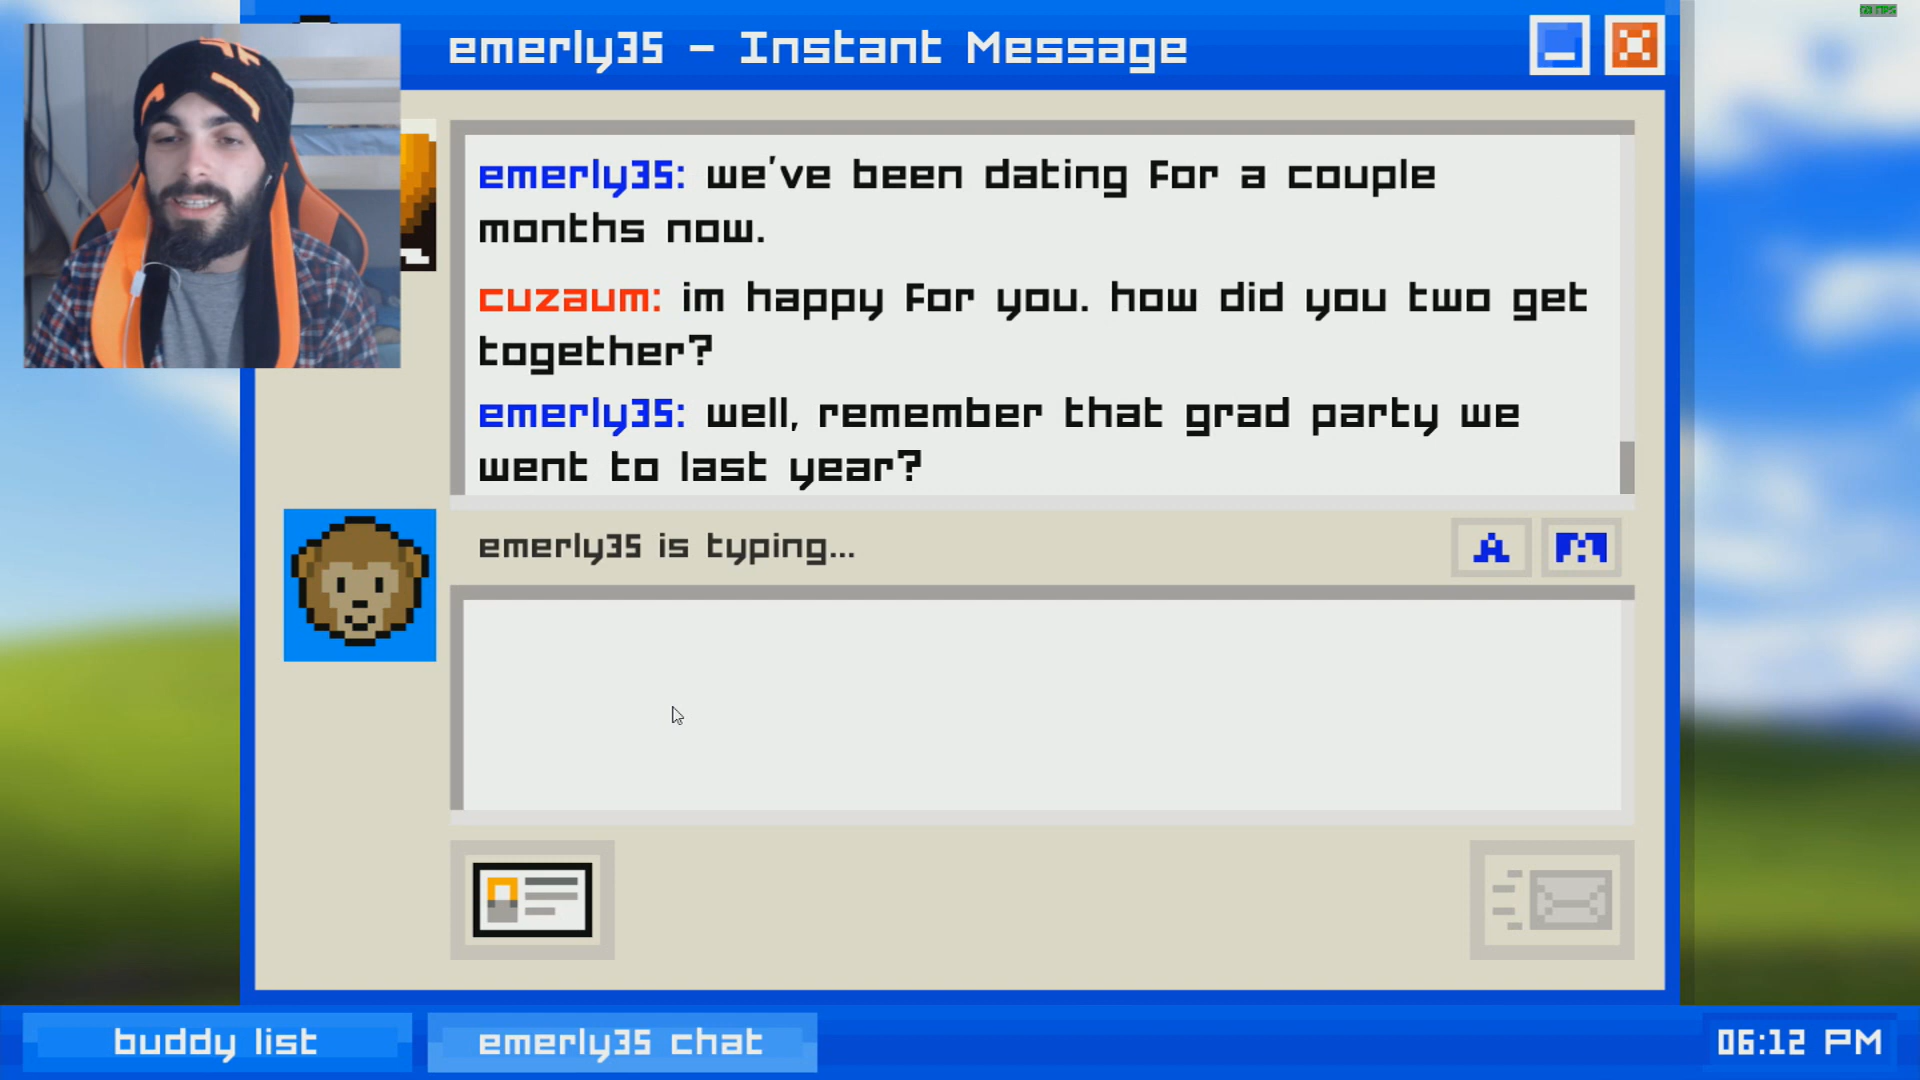 emerly35 - Instant Message
emerly35: we've been dating for a couple
months now.
cuzaum: im happy for you. how did you two get
together?
emerly35: well, remember that grad party we
went to last year?
emerly35 is typing...
A
buddy list
emerly35 chat
06:12 PM